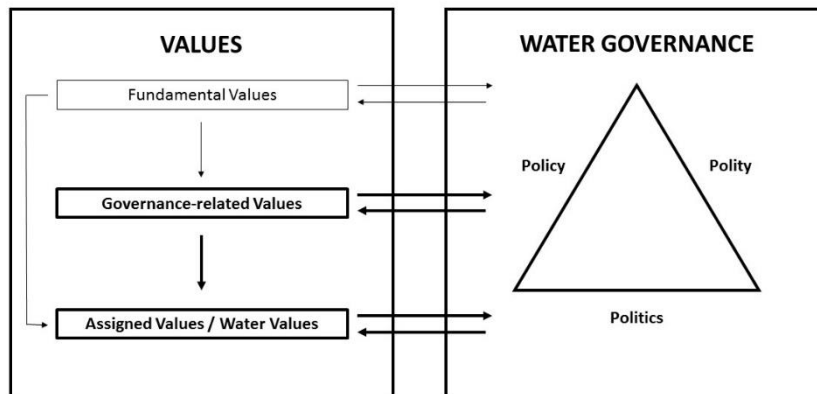 VALUES
Fundamental Values
Governance-related Values
Assigned Values / Water Values
WATER GOVERNANCE
Policy
Polity
Politics